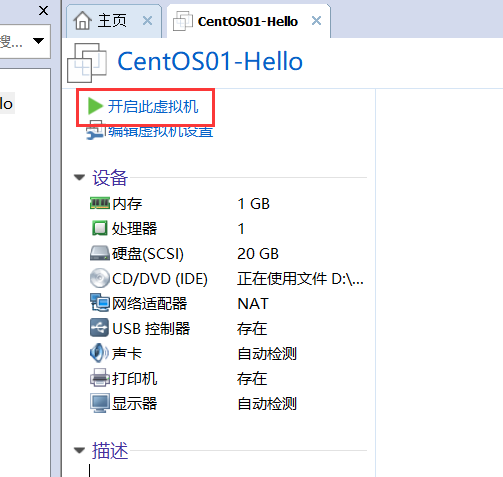 主页
CentOS01-Hello
搜...
lo
CentOS01-Hello
开启此虚拟机
编辑虚拟机设置
设备
内存 1 GB
处理器 1
硬盘(SCSI) 20 GB
CD/DVD (IDE) 正在使用文件 D:\...
网络适配器 NAT
USB 控制器 存在
声卡 自动检测
打印机 存在
显示器 自动检测
描述